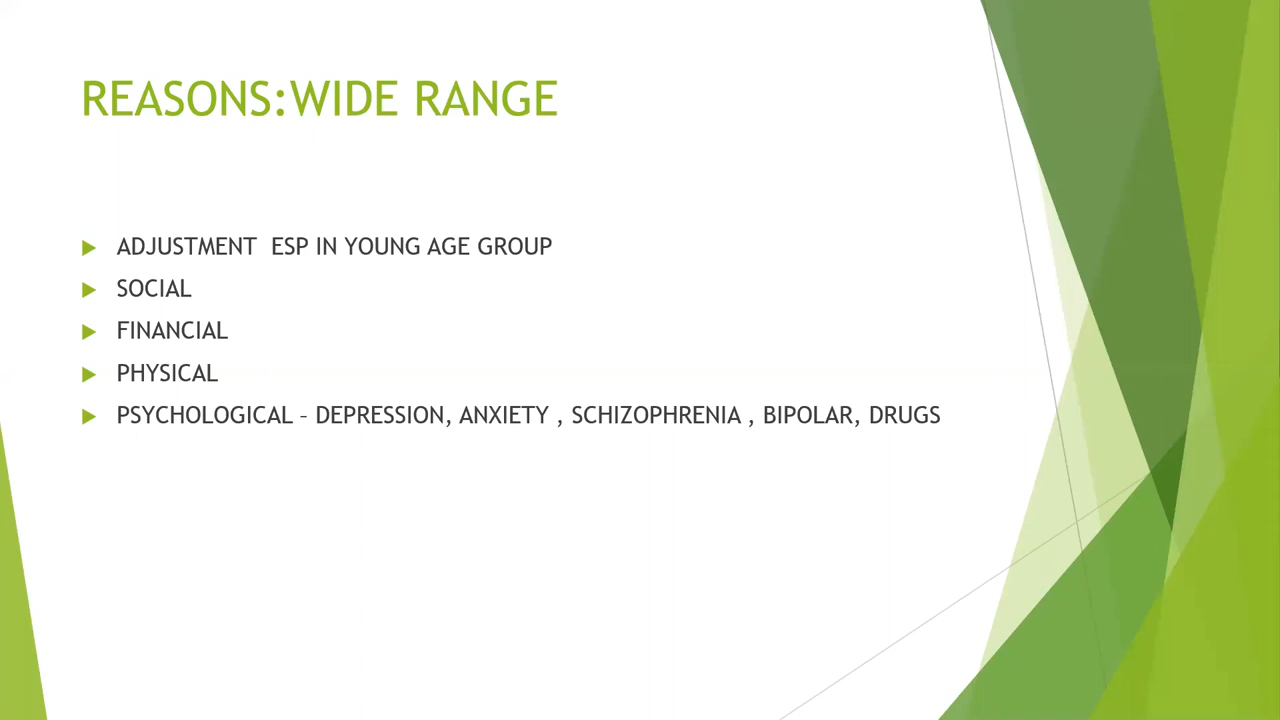 REASONS:WIDE RANGE
ADJUSTMENT  ESP IN YOUNG AGE GROUP
SOCIAL
FINANCIAL
PHYSICAL
PSYCHOLOGICAL – DEPRESSION, ANXIETY , SCHIZOPHRENIA , BIPOLAR, DRUGS